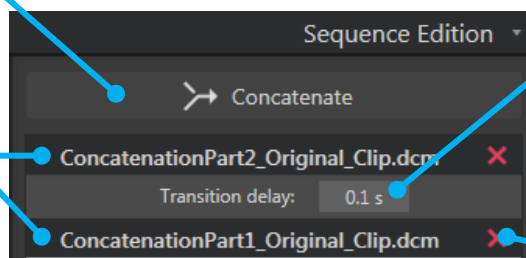 Sequence Edition
Concatenate
ConcatenationPart2_Original_Clip.dcm
Transition delay: 0.1 s
ConcatenationPart1_Original_Clip.dcm